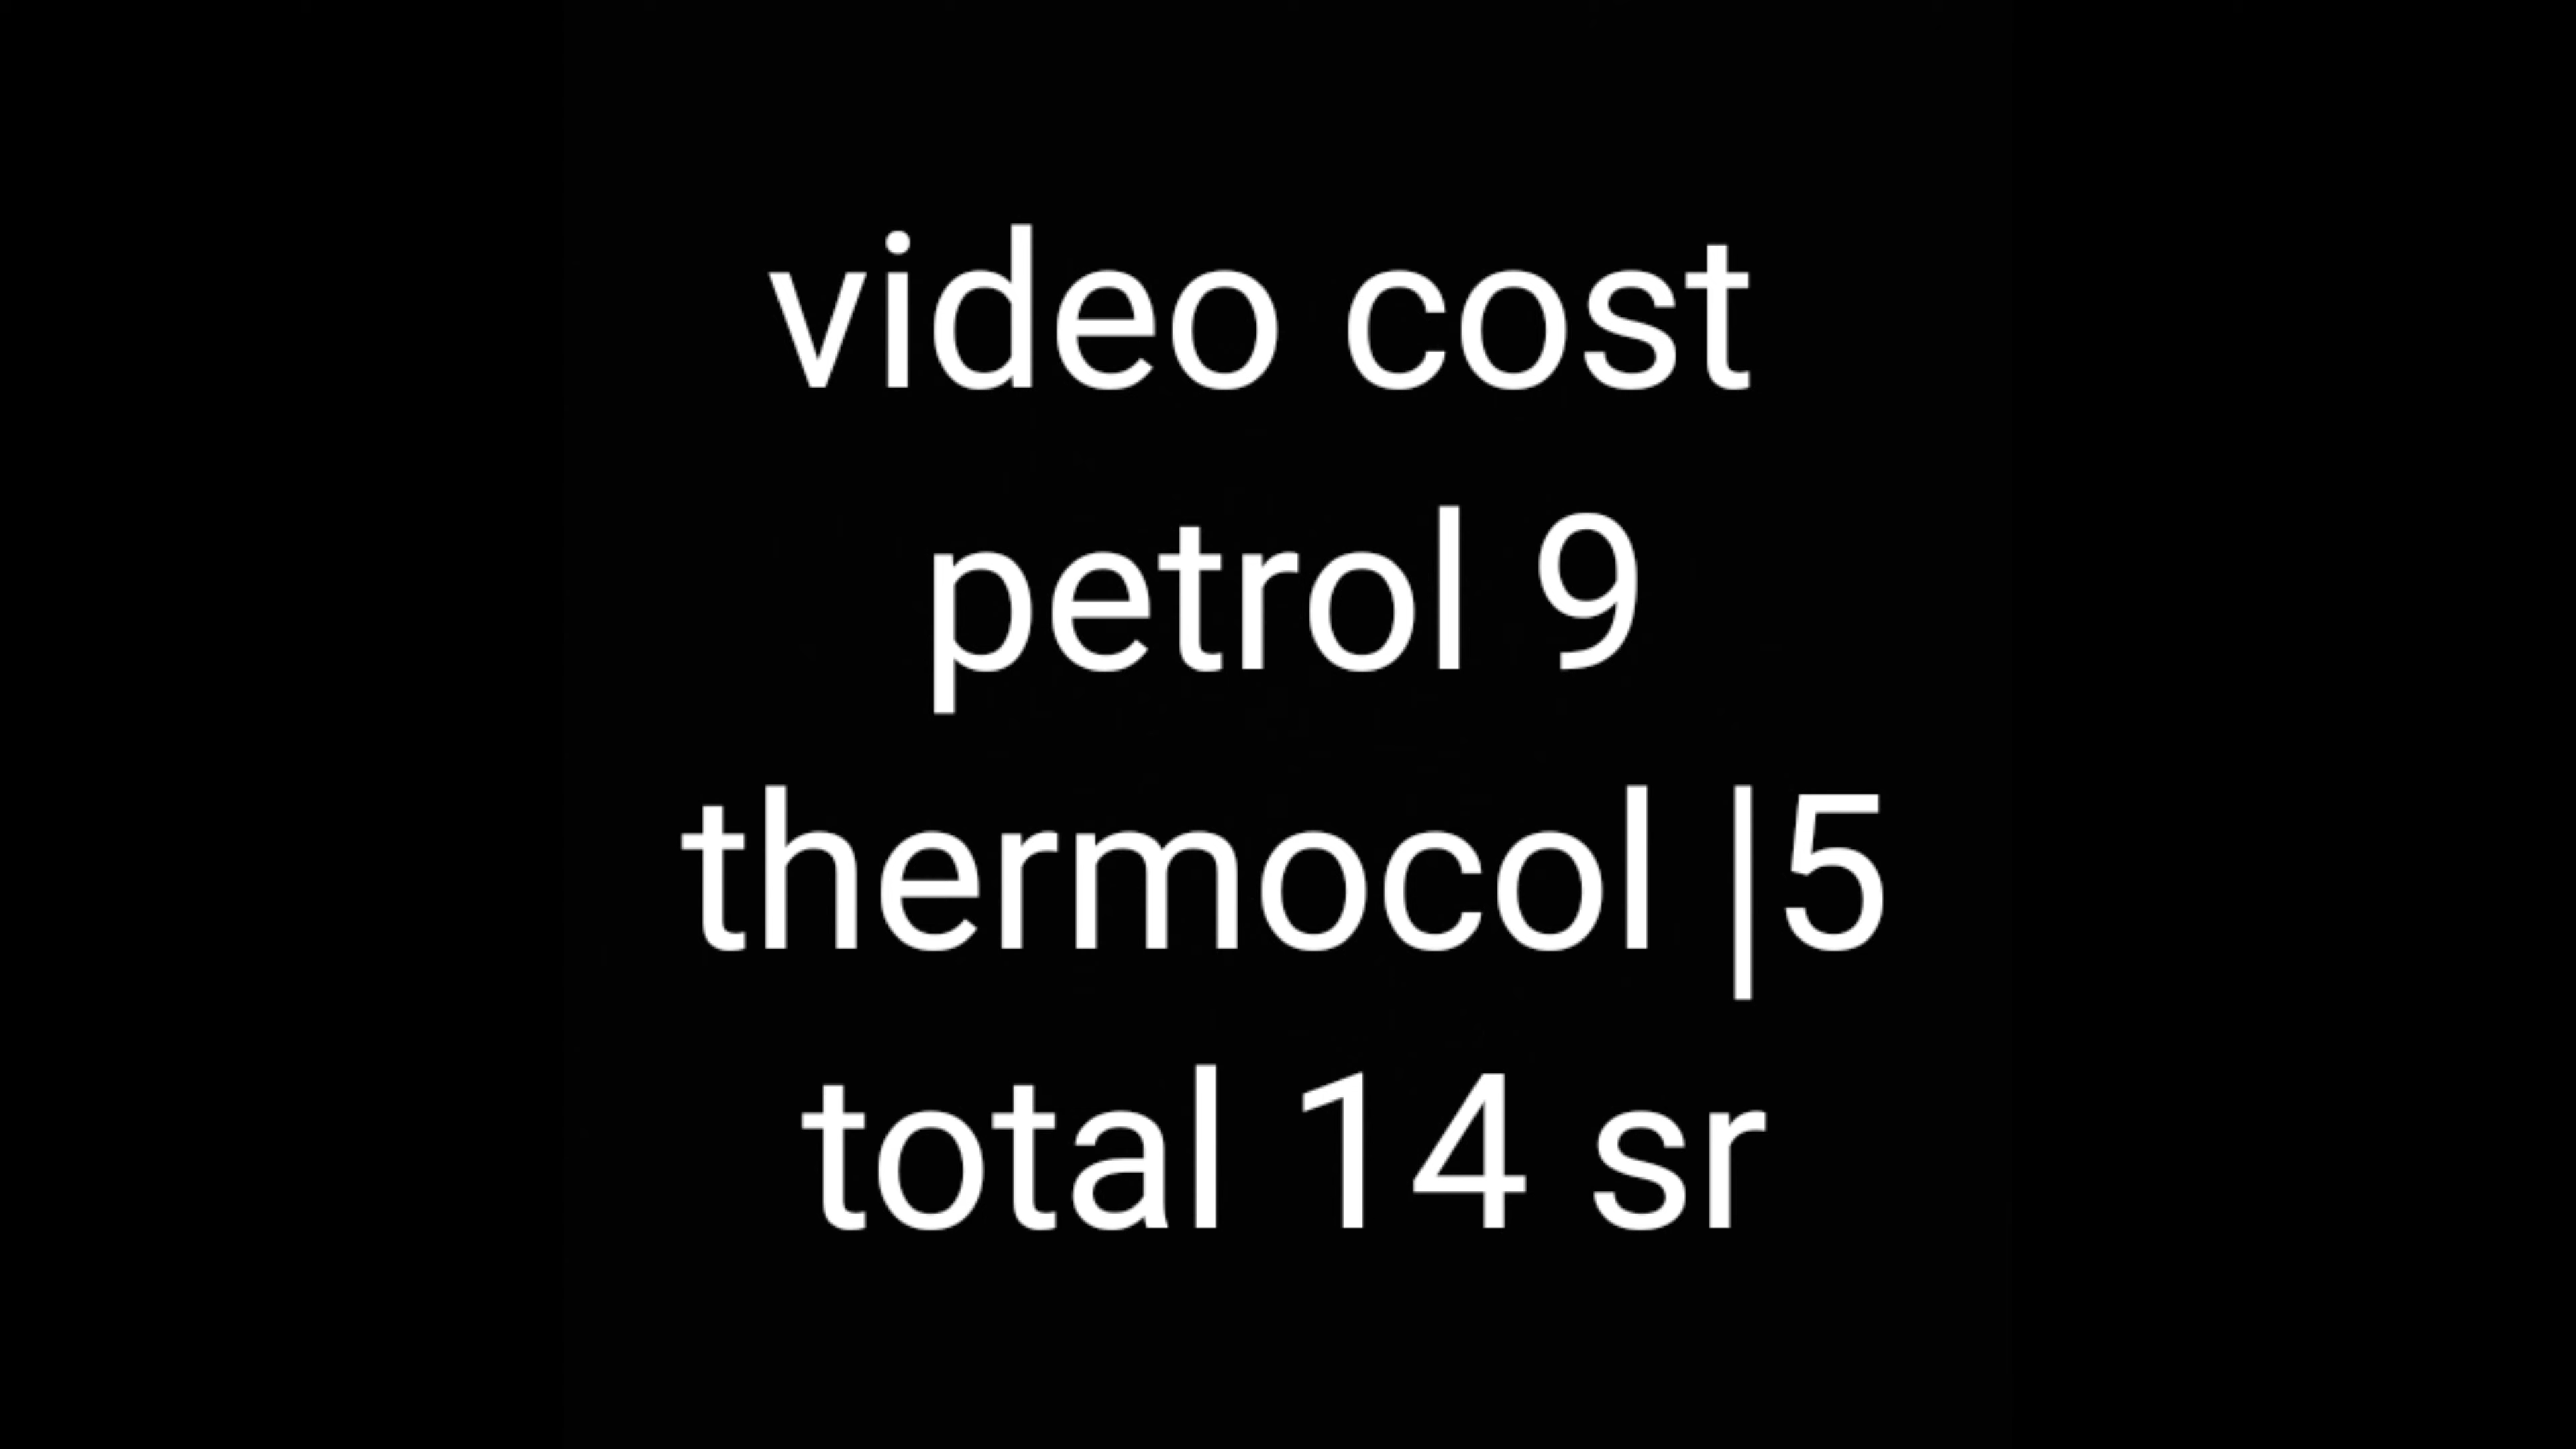 video cost
petrol 9
thermocol |5
total 14 sr